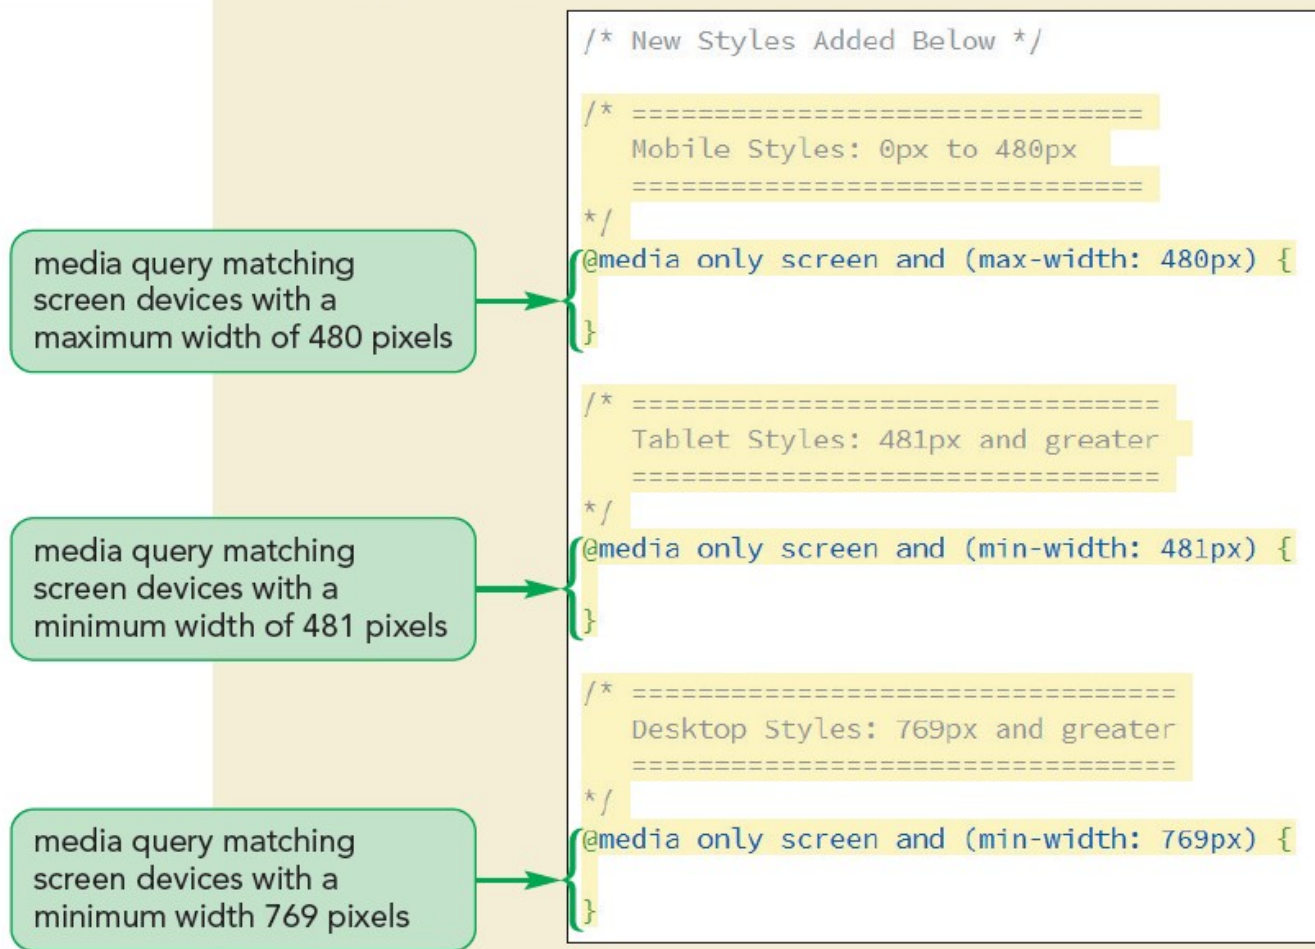 /* New Styles Added Below */
/* ===============================
Mobile Styles: 0px to 480px
===============================
*/
media query matching
screen devices with a
maximum width of 480 pixels
@media only screen and (max-width: 480px) {
}
/* ================================
Tablet Styles: 481px and greater
================================
*/
media query matching
screen devices with a
minimum width of 481 pixels
@media only screen and (min-width: 481px) {
}
/* =================================
Desktop Styles: 769px and greater
=================================
*/
media query matching
screen devices with a
minimum width 769 pixels
@media only screen and (min-width: 769px) {
}